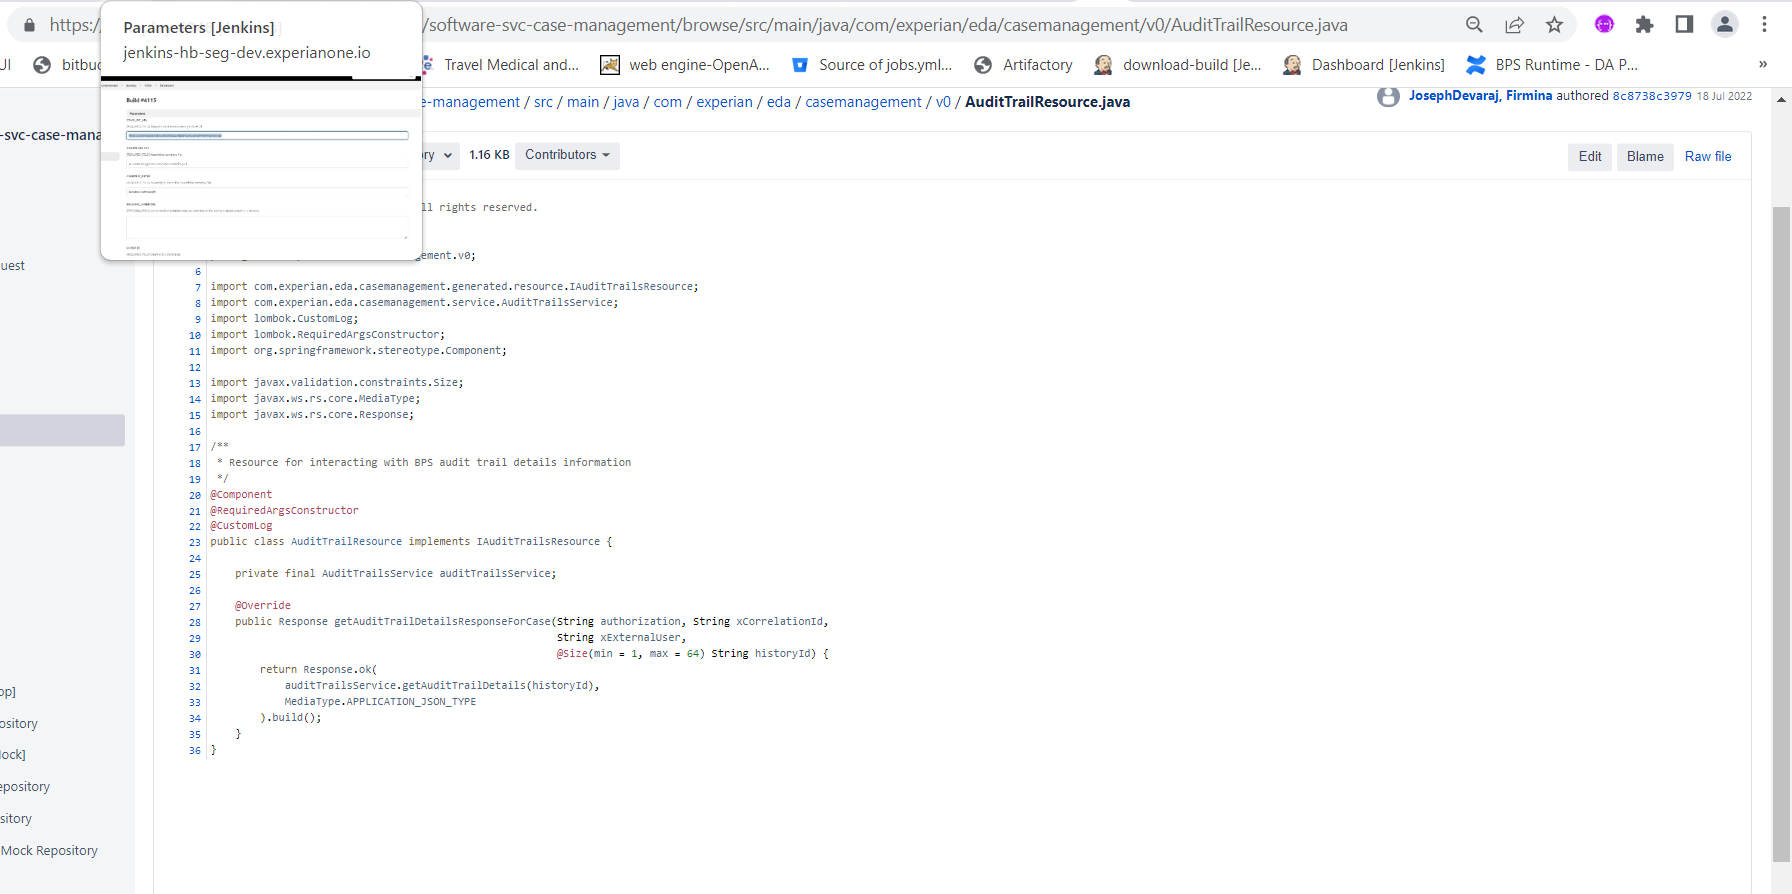 https:/
/software-svc-case-management/browse/src/main/java/com/experian/eda/casemanagement/v0/AuditTrailResource.java
Parameters [Jenkins]
jenkins-hb-seg-dev.experianone.io
UI
bitbuc
Travel Medical and...
web engine-OpenA...
Source of jobs.yml...
Artifactory
download-build [Je...
Dashboard [Jenkins]
BPS Runtime - DA P...
»
Build #4115
Parameters
e-management / src / main / java / com / experian / eda / casemanagement / v0 / AuditTrailResource.java
JosephDevaraj, Firmina authored 8c8738c3979 18 Jul 2022
-svc-case-mana
ry
1.16 KB
Contributors
Edit
Blame
Raw file
ll rights reserved.
ement.v0;
6
7 import com.experian.eda.casemanagement.generated.resource.IAuditTrailsResource;
8 import com.experian.eda.casemanagement.service.AuditTrailsService;
9 import lombok.CustomLog;
10 import lombok.RequiredArgsConstructor;
11 import org.springframework.stereotype.Component;
12
13 import javax.validation.constraints.Size;
14 import javax.ws.rs.core.MediaType;
15 import javax.ws.rs.core.Response;
16
17 /**
18 * Resource for interacting with BPS audit trail details information
19 */
20 @Component
21 @RequiredArgsConstructor
22 @CustomLog
23 public class AuditTrailResource implements IAuditTrailsResource {
24
25 private final AuditTrailsService auditTrailsService;
26
27 @Override
28 public Response getAuditTrailDetailsResponseForCase(String authorization, String xCorrelationId,
29 String xExternalUser,
30 @Size(min = 1, max = 64) String historyId) {
31 return Response.ok(
32 auditTrailsService.getAuditTrailDetails(historyId),
33 MediaType.APPLICATION_JSON_TYPE
34 ).build();
35 }
36 }
uest
op]
ository
lock]
epository
sitory
Mock Repository